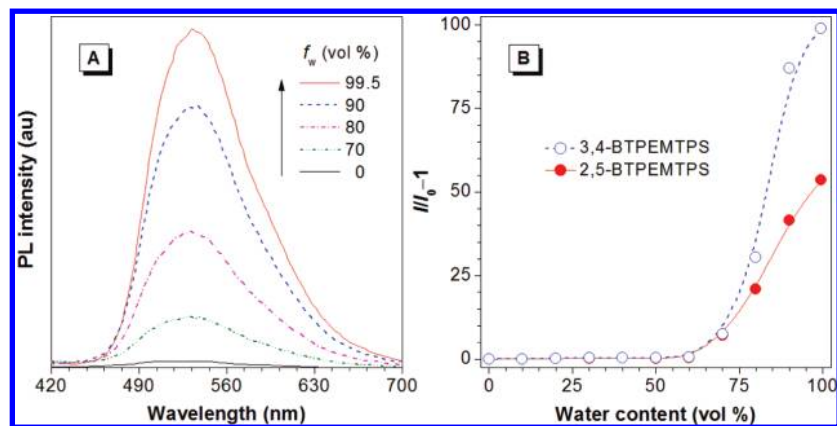 A
f_w (vol %)
99.5
90
80
70
0
PL intensity (au)
420 490 560 630 700
Wavelength (nm)
B
100
75
50
25
0
I/I_0–1
3,4-BTPEMTPS
2,5-BTPEMTPS
0 25 50 75 100
Water content (vol %)